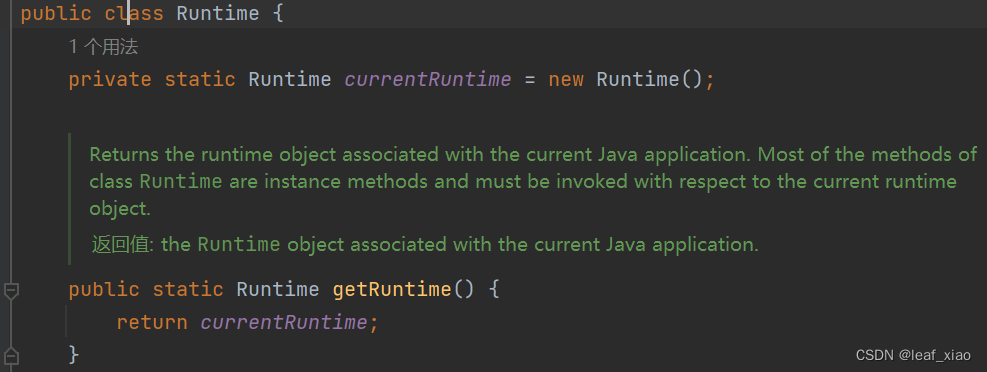 public class Runtime {
1 个用法
private static Runtime currentRuntime = new Runtime();
Returns the runtime object associated with the current Java application. Most of the methods of
class Runtime are instance methods and must be invoked with respect to the current runtime
object.
返回值: the Runtime object associated with the current Java application.
public static Runtime getRuntime() {
return currentRuntime;
}
CSDN @leaf_xiao